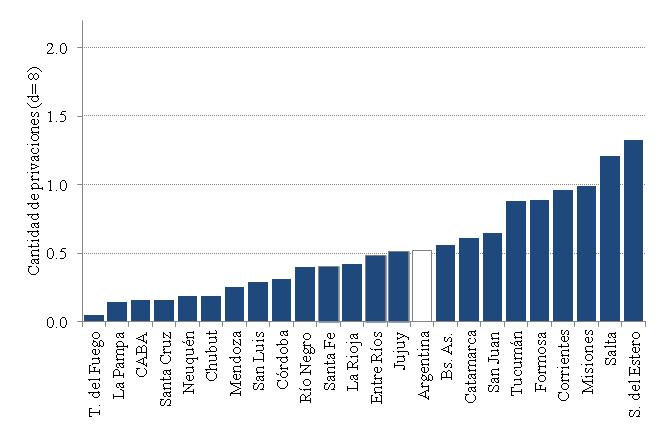 Cantidad de privaciones (d=8)
2.0
1.5
1.0
0.5
0.0
T. del Fuego
La Pampa
CABA
Santa Cruz
Neuquén
Chubut
Mendoza
San Luis
Córdoba
Río Negro
Santa Fe
La Rioja
Entre Ríos
Jujuy
Argentina
Bs. As.
Catamarca
San Juan
Tucumán
Formosa
Corrientes
Misiones
Salta
S. del Estero